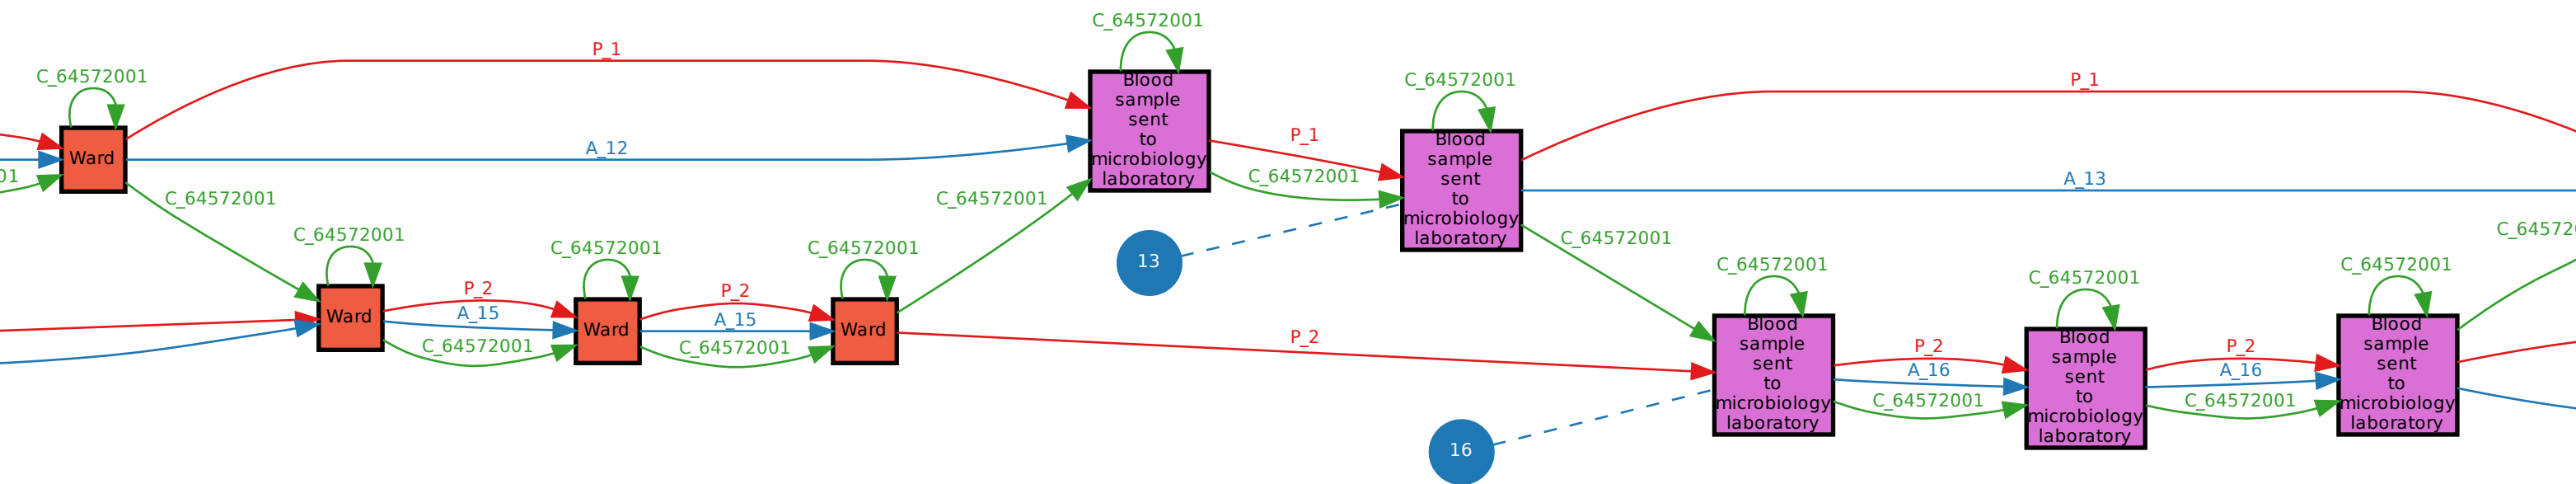 C_64572001
P_1
C_64572001
Blood
sample
sent
to
microbiology
laboratory
C_64572001
Blood
sample
sent
to
microbiology
laboratory
P_1
01
Ward
A_12
P_1
C_64572001
A_13
C_64572001
C_64572001
13
C_64572001
C_6457200
C_64572001
C_64572001
C_64572001
Ward
P_2
A_15
C_64572001
Ward
P_2
A_15
C_64572001
Ward
P_2
C_64572001
C_64572001
C_64572001
Blood
sample
sent
to
microbiology
laboratory
P_2
A_16
C_64572001
Blood
sample
sent
to
microbiology
laboratory
P_2
A_16
C_64572001
Blood
sample
sent
to
microbiology
laboratory
16